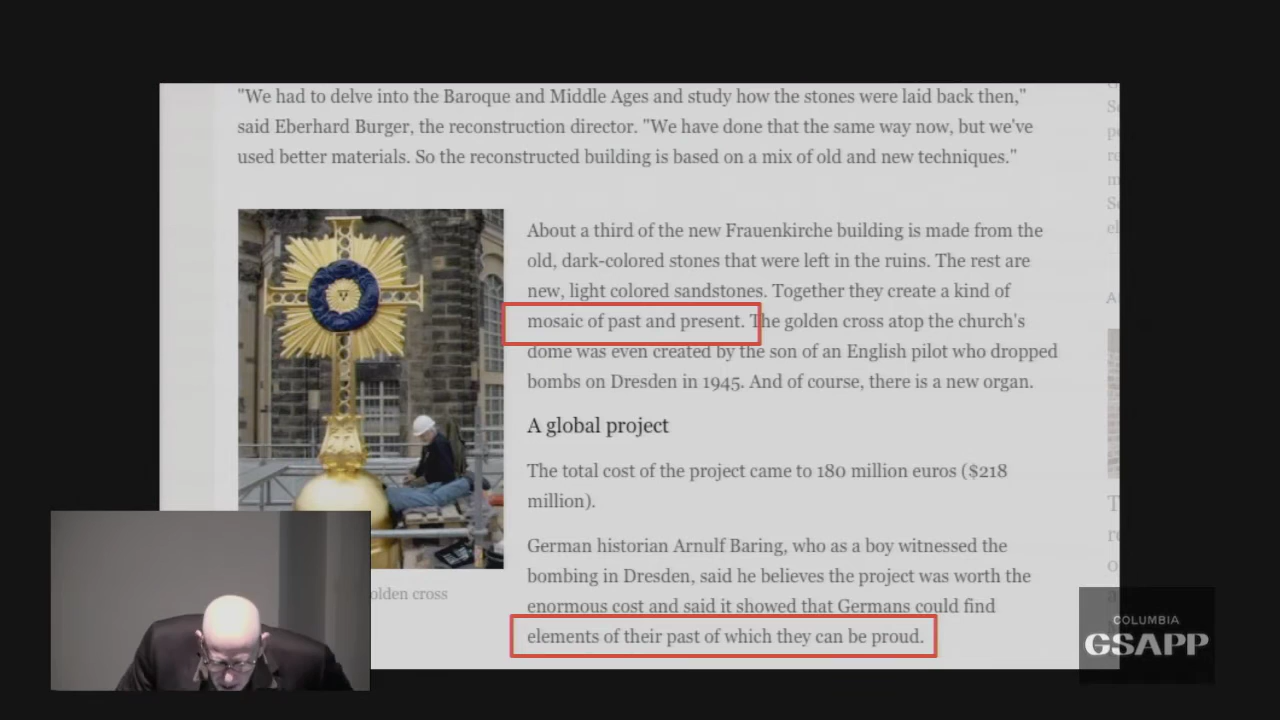 "We had to delve into the Baroque and Middle Ages and study how the stones were laid back then,"
said Eberhard Burger, the reconstruction director. "We have done that the same way now, but we've
used better materials. So the reconstructed building is based on a mix of old and new techniques."
About a third of the new Frauenkirche building is made from the
old, dark-colored stones that were left in the ruins. The rest are
new, light colored sandstones. Together they create a kind of
mosaic of past and present. The golden cross atop the church's
dome was even created by the son of an English pilot who dropped
bombs on Dresden in 1945. And of course, there is a new organ.
A global project
The total cost of the project came to 180 million euros ($218
million).
German historian Arnulf Baring, who as a boy witnessed the
bombing in Dresden, said he believes the project was worth the
enormous cost and said it showed that Germans could find
elements of their past of which they can be proud.
olden cross
COLUMBIA
GSAPP